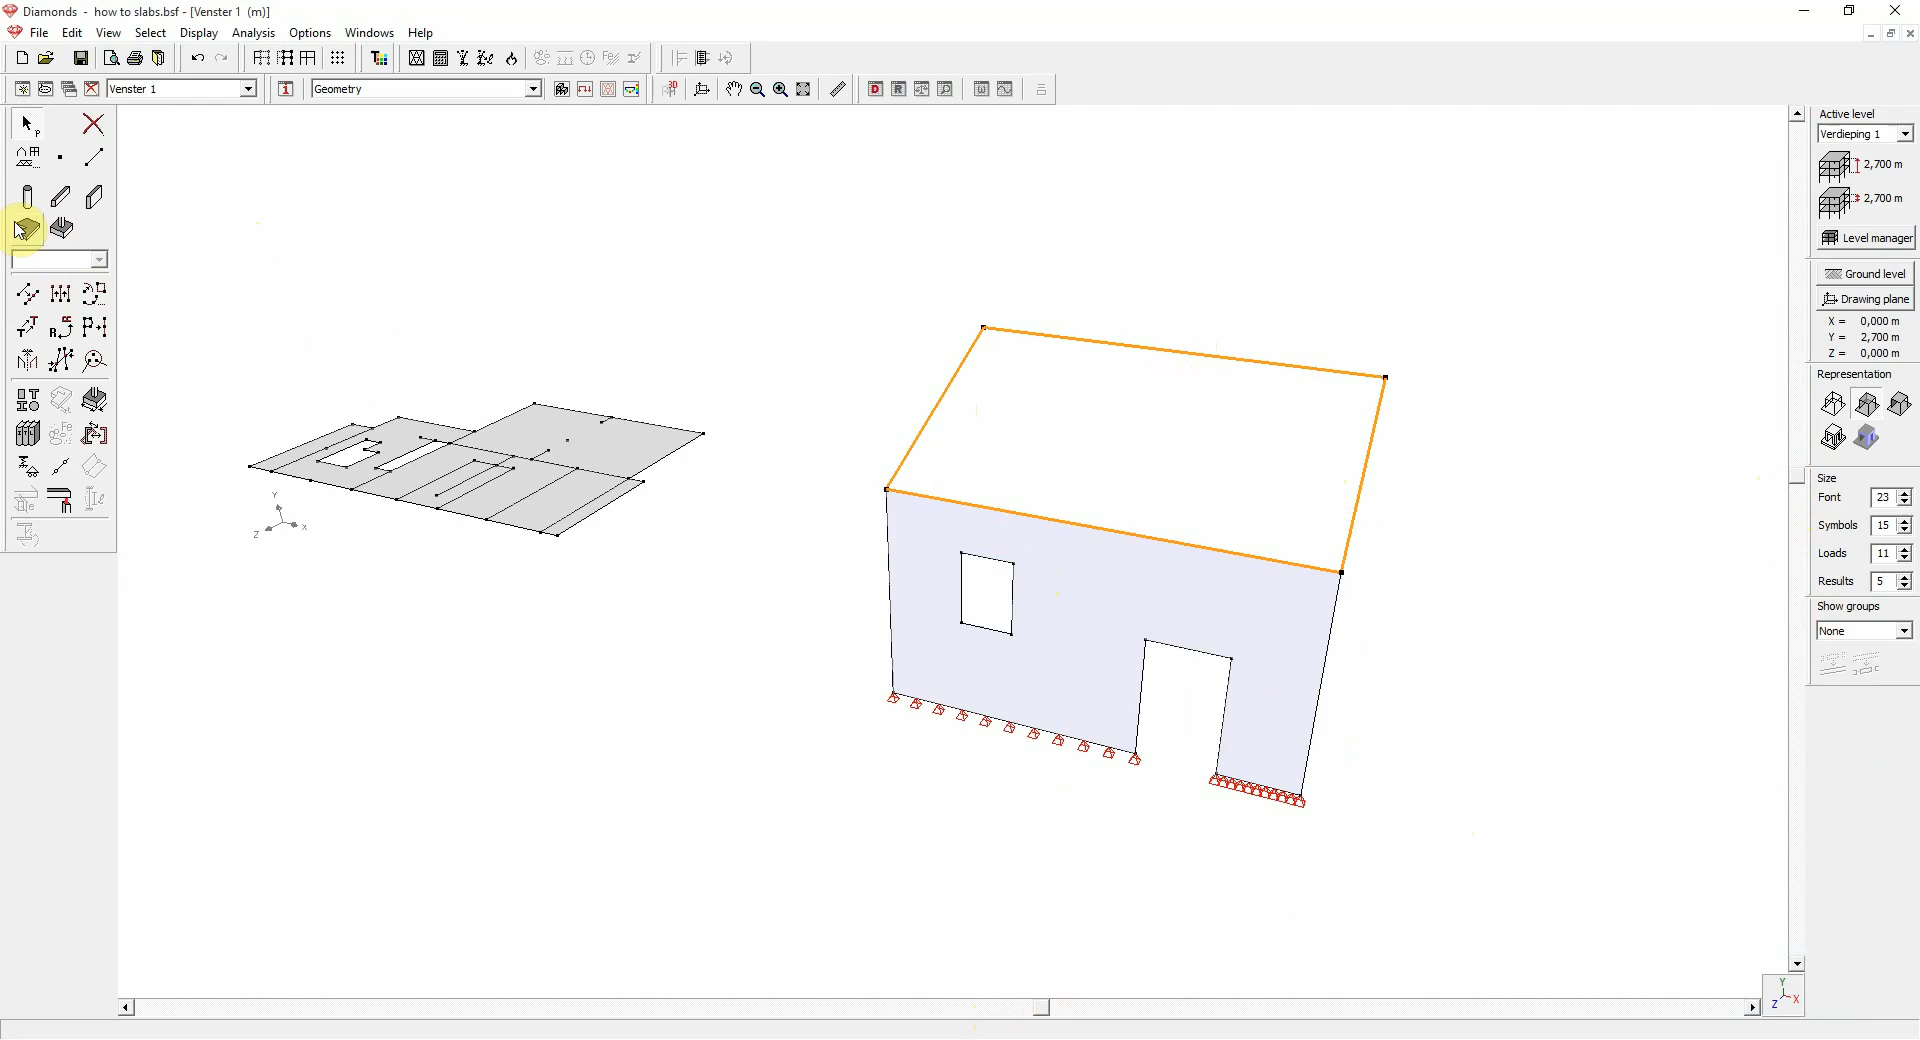 Diamonds - how to slabs.bsf - [Venster 1 (m)]
File Edit View Select Display Analysis Options Windows Help
Venster 1
1
Geometry
3D
D
R
Active level
Verdieping 1
2,700 m
2,700 m
Level manager
Ground level
Drawing plane
X = 0,000 m
Y = 2,700 m
Z = 0,000 m
Representation
Size
Font 23
Symbols 15
Loads 11
Results 5
Show groups
None
Y
Z
X
Y
Z
X